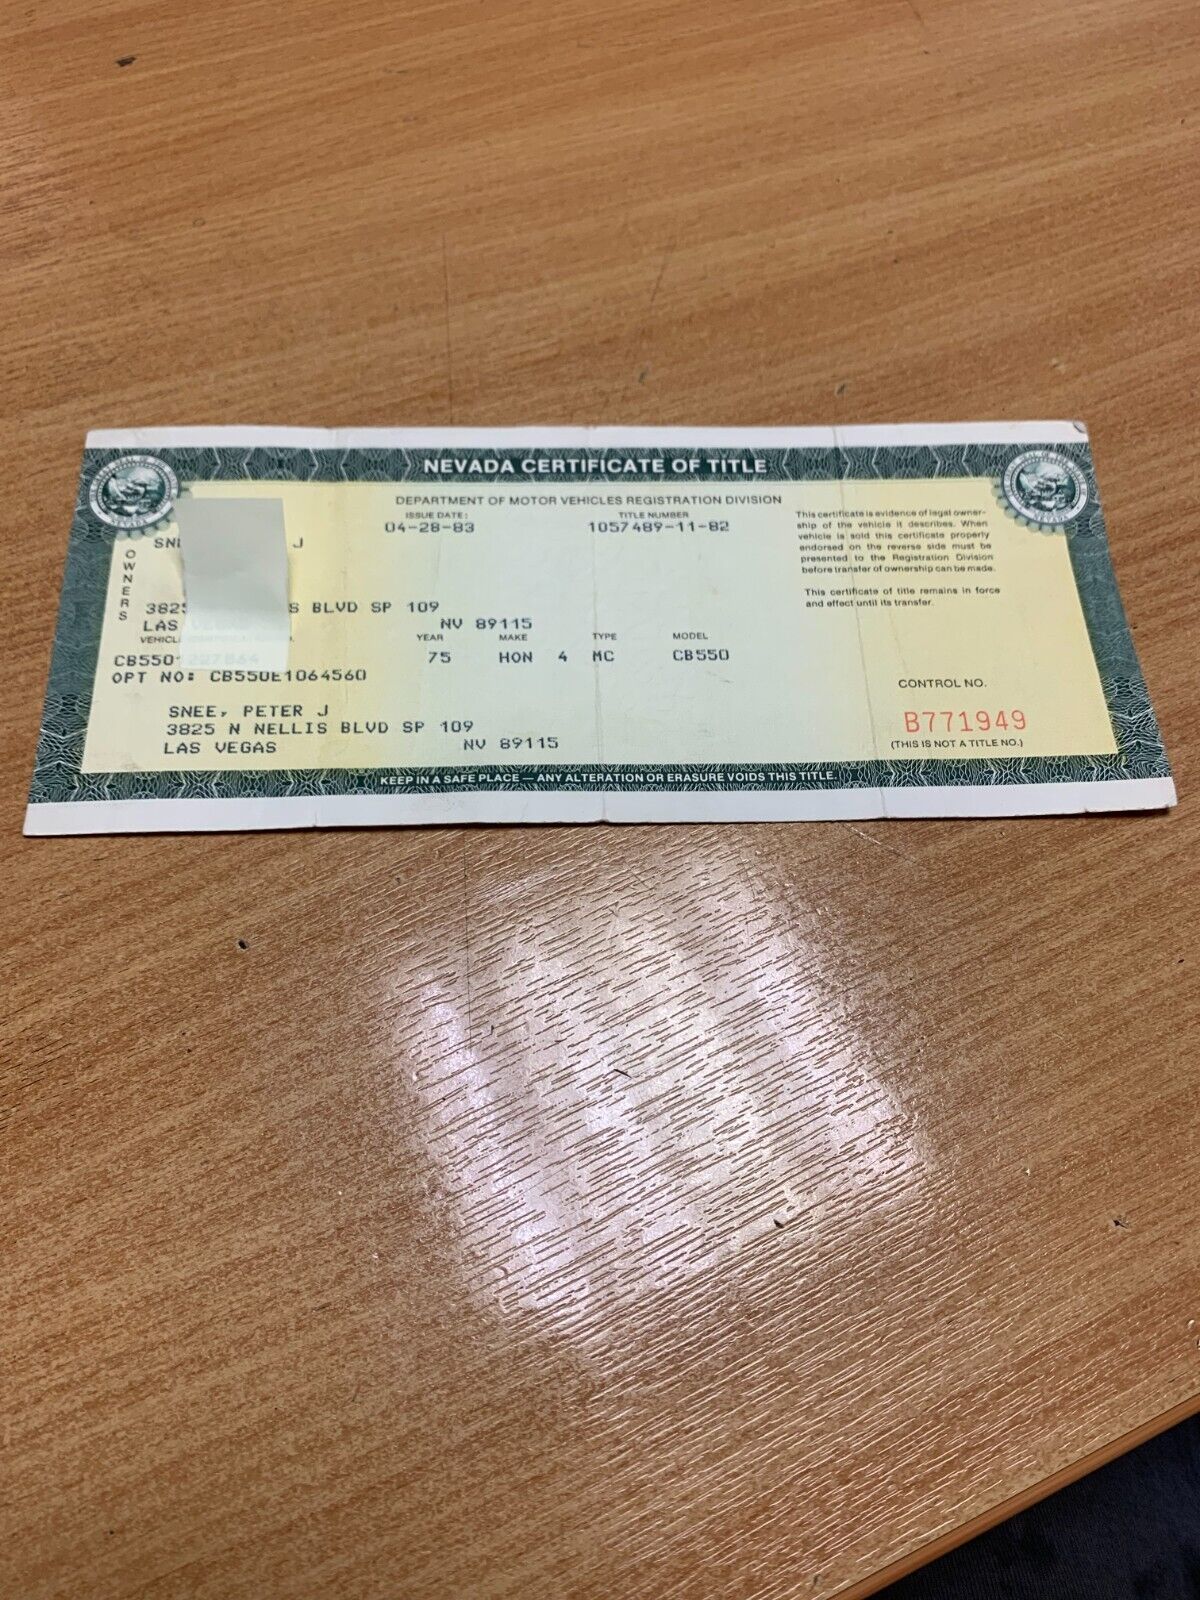 NEVADA CERTIFICATE OF TITLE
DEPARTMENT OF MOTOR VEHICLES REGISTRATION DIVISION
ISSUE DATE: TITLE NUMBER
04-28-83 1057489-11-82
This certificate is evidence of legal owner-
ship of the vehicle it describes. When
vehicle is sold this certificate properly
endorsed on the reverse side must be
presented to the Registration Division
before transfer of ownership can be made.
This certificate of title remains in force
and effect until its transfer.
OWNERS
J
BLVD SP 109
LAS
NV 89115
YEAR MAKE TYPE MODEL
CB550 75 HON 4 MC CB550
OPT NO: CB550E1064560
CONTROL NO.
B771949
(THIS IS NOT A TITLE NO.)
SNEE, PETER J
3825 N NELLIS BLVD SP 109
LAS VEGAS NV 89115
KEEP IN A SAFE PLACE — ANY ALTERATION OR ERASURE VOIDS THIS TITLE.
NEVADA
NEVADA